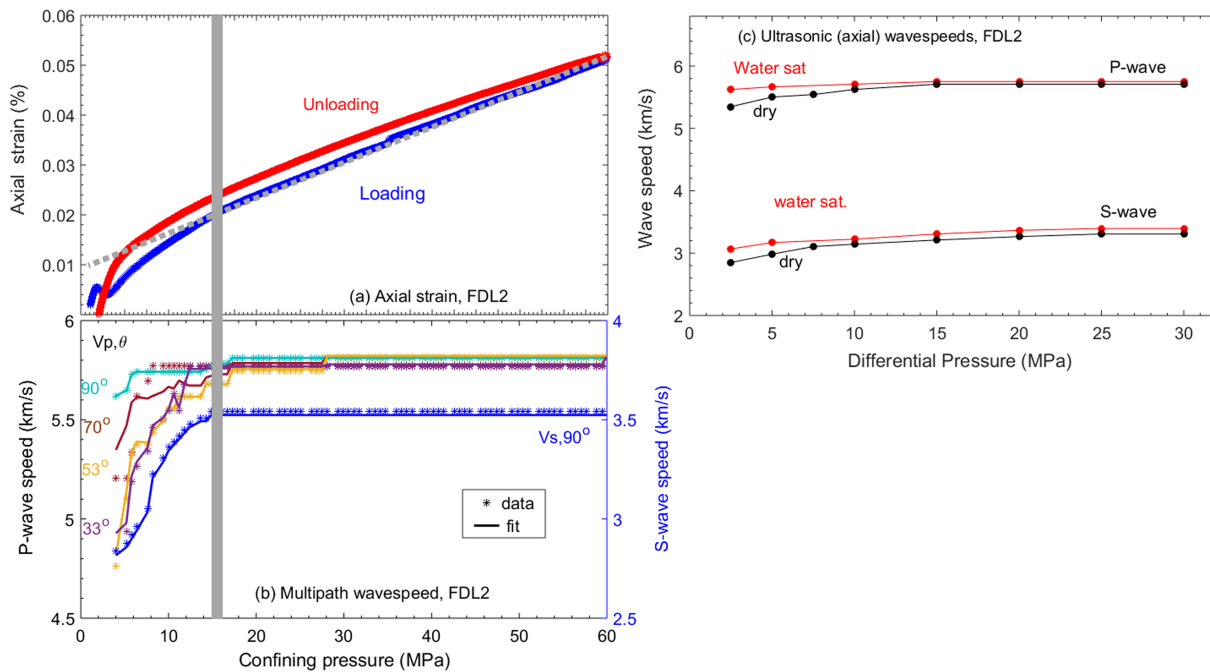 0.06
0.05
0.04
0.03
0.02
0.01
Axial strain (%)
Unloading
Loading
(a) Axial strain, FDL2
6
5.5
5
4.5
P-wave speed (km/s)
Vp,θ
90°
70°
53°
33°
Vs,90°
* data
fit
(b) Multipath wavespeed, FDL2
4
3.5
3
2.5
S-wave speed (km/s)
0 10 20 30 40 50 60
Confining pressure (MPa)
(c) Ultrasonic (axial) wavespeeds, FDL2
Water sat
P-wave
dry
water sat.
S-wave
dry
6
5
4
3
2
Wave speed (km/s)
0 5 10 15 20 25 30
Differential Pressure (MPa)